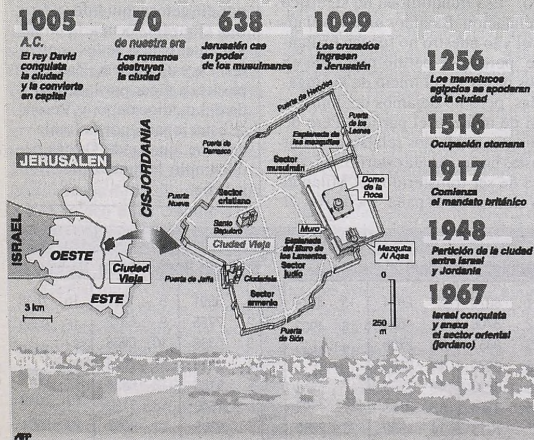 1005
A.C.
El rey David
conquista
la ciudad
y la convierte
en capital
70
de nuestra era
Los romanos
destruyen
la ciudad
638
Jerusalén cae
en poder
de los musulmanes
1099
Los cruzados
ingresan
a Jerusalén
1256
Los mamelucos
egipcios se apoderan
de la ciudad
1516
Ocupación otomana
1917
Comienza
el mandato británico
1948
Partición de la ciudad
entre Israel
y Jordania
1967
Israel conquista
y anexa
el sector oriental
(jordano)
JERUSALEN
CISJORDANIA
ISRAEL
OESTE
Ciudad
Vieja
ESTE
3 km
Puerta de Herodes
Puerta
de los
Leones
Explanada de
las mezquitas
Puerta de
Damasco
Sector
musulmán
Domo
de la
Roca
Puerta
Nueva
Sector
cristiano
Santo
Sepulcro
Muro
Ciudad Vieja
Explanada
del Muro de
los Lamentos
Mezquita
Al Aqsa
Puerta de Jaffa
Ciudadela
Sector
judío
Sector
armenio
Puerta
de Sión
0
250
m
AFP